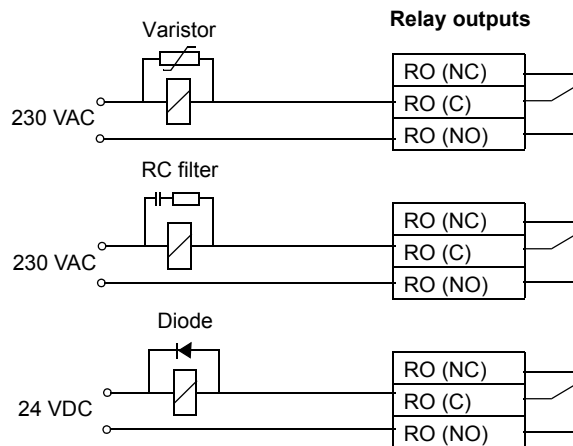 Relay outputs
Varistor
230 VAC
RO (NC)
RO (C)
RO (NO)
RC filter
230 VAC
RO (NC)
RO (C)
RO (NO)
Diode
24 VDC
RO (NC)
RO (C)
RO (NO)